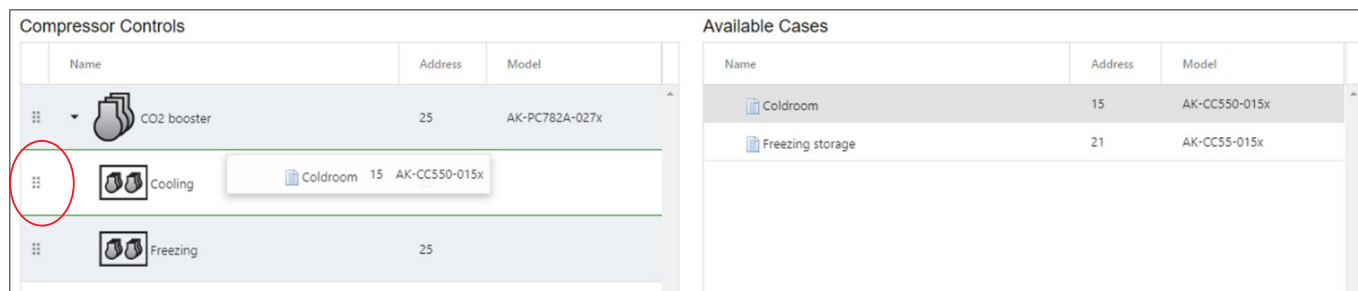 Compressor Controls
Name Address Model
CO2 booster 25 AK-PC782A-027x
Cooling
Coldroom 15 AK-CC550-015x
Freezing 25
Available Cases
Name Address Model
Coldroom 15 AK-CC550-015x
Freezing storage 21 AK-CC55-015x